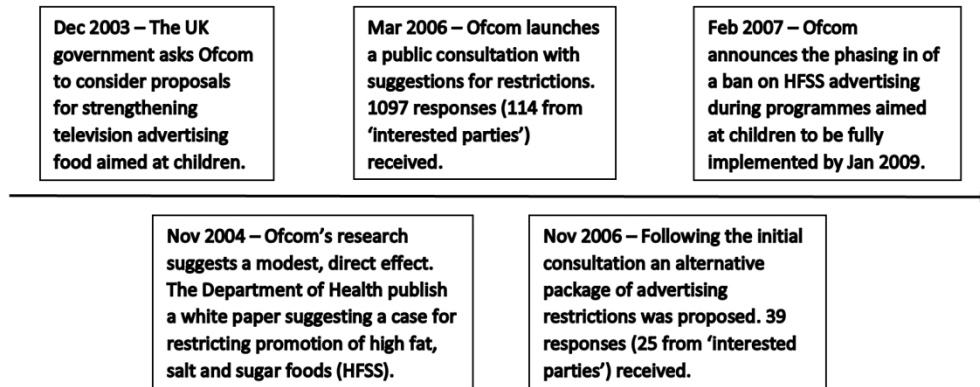 Dec 2003 – The UK
government asks Ofcom
to consider proposals
for strengthening
television advertising
food aimed at children.
Mar 2006 – Ofcom launches
a public consultation with
suggestions for restrictions.
1097 responses (114 from
‘interested parties’)
received.
Feb 2007 – Ofcom
announces the phasing in of
a ban on HFSS advertising
during programmes aimed
at children to be fully
implemented by Jan 2009.
Nov 2004 – Ofcom’s research
suggests a modest, direct effect.
The Department of Health publish
a white paper suggesting a case for
restricting promotion of high fat,
salt and sugar foods (HFSS).
Nov 2006 – Following the initial
consultation an alternative
package of advertising
restrictions was proposed. 39
responses (25 from ‘interested
parties’) received.